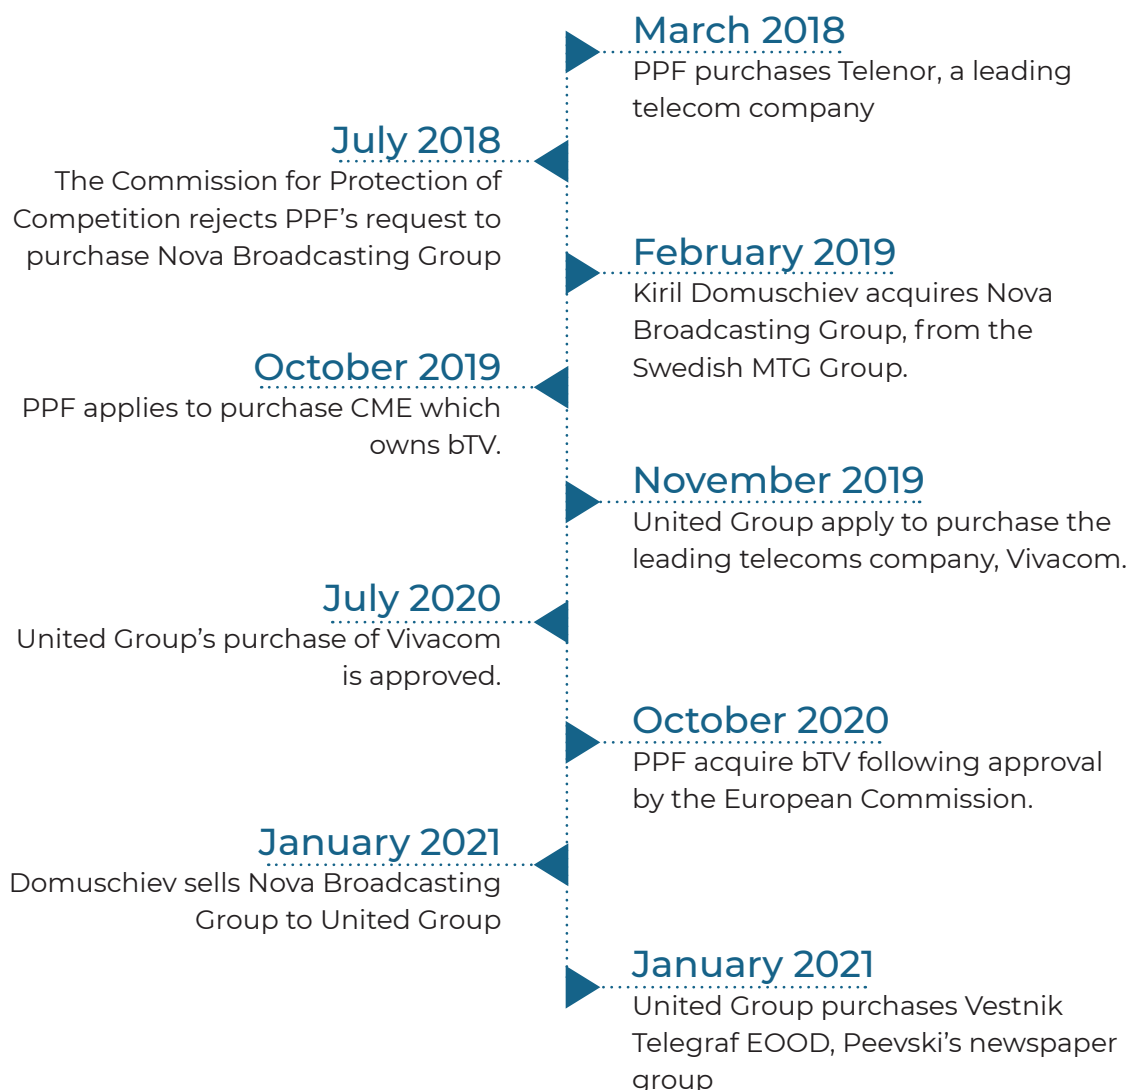 March 2018
PPF purchases Telenor, a leading
telecom company
July 2018
The Commission for Protection of
Competition rejects PPF’s request to
purchase Nova Broadcasting Group
February 2019
Kiril Domuschiev acquires Nova
Broadcasting Group, from the
Swedish MTG Group.
October 2019
PPF applies to purchase CME which
owns bTV.
November 2019
United Group apply to purchase the
leading telecoms company, Vivacom.
July 2020
United Group’s purchase of Vivacom
is approved.
October 2020
PPF acquire bTV following approval
by the European Commission.
January 2021
Domuschiev sells Nova Broadcasting
Group to United Group
January 2021
United Group purchases Vestnik
Telegraf EOOD, Peevski’s newspaper
group